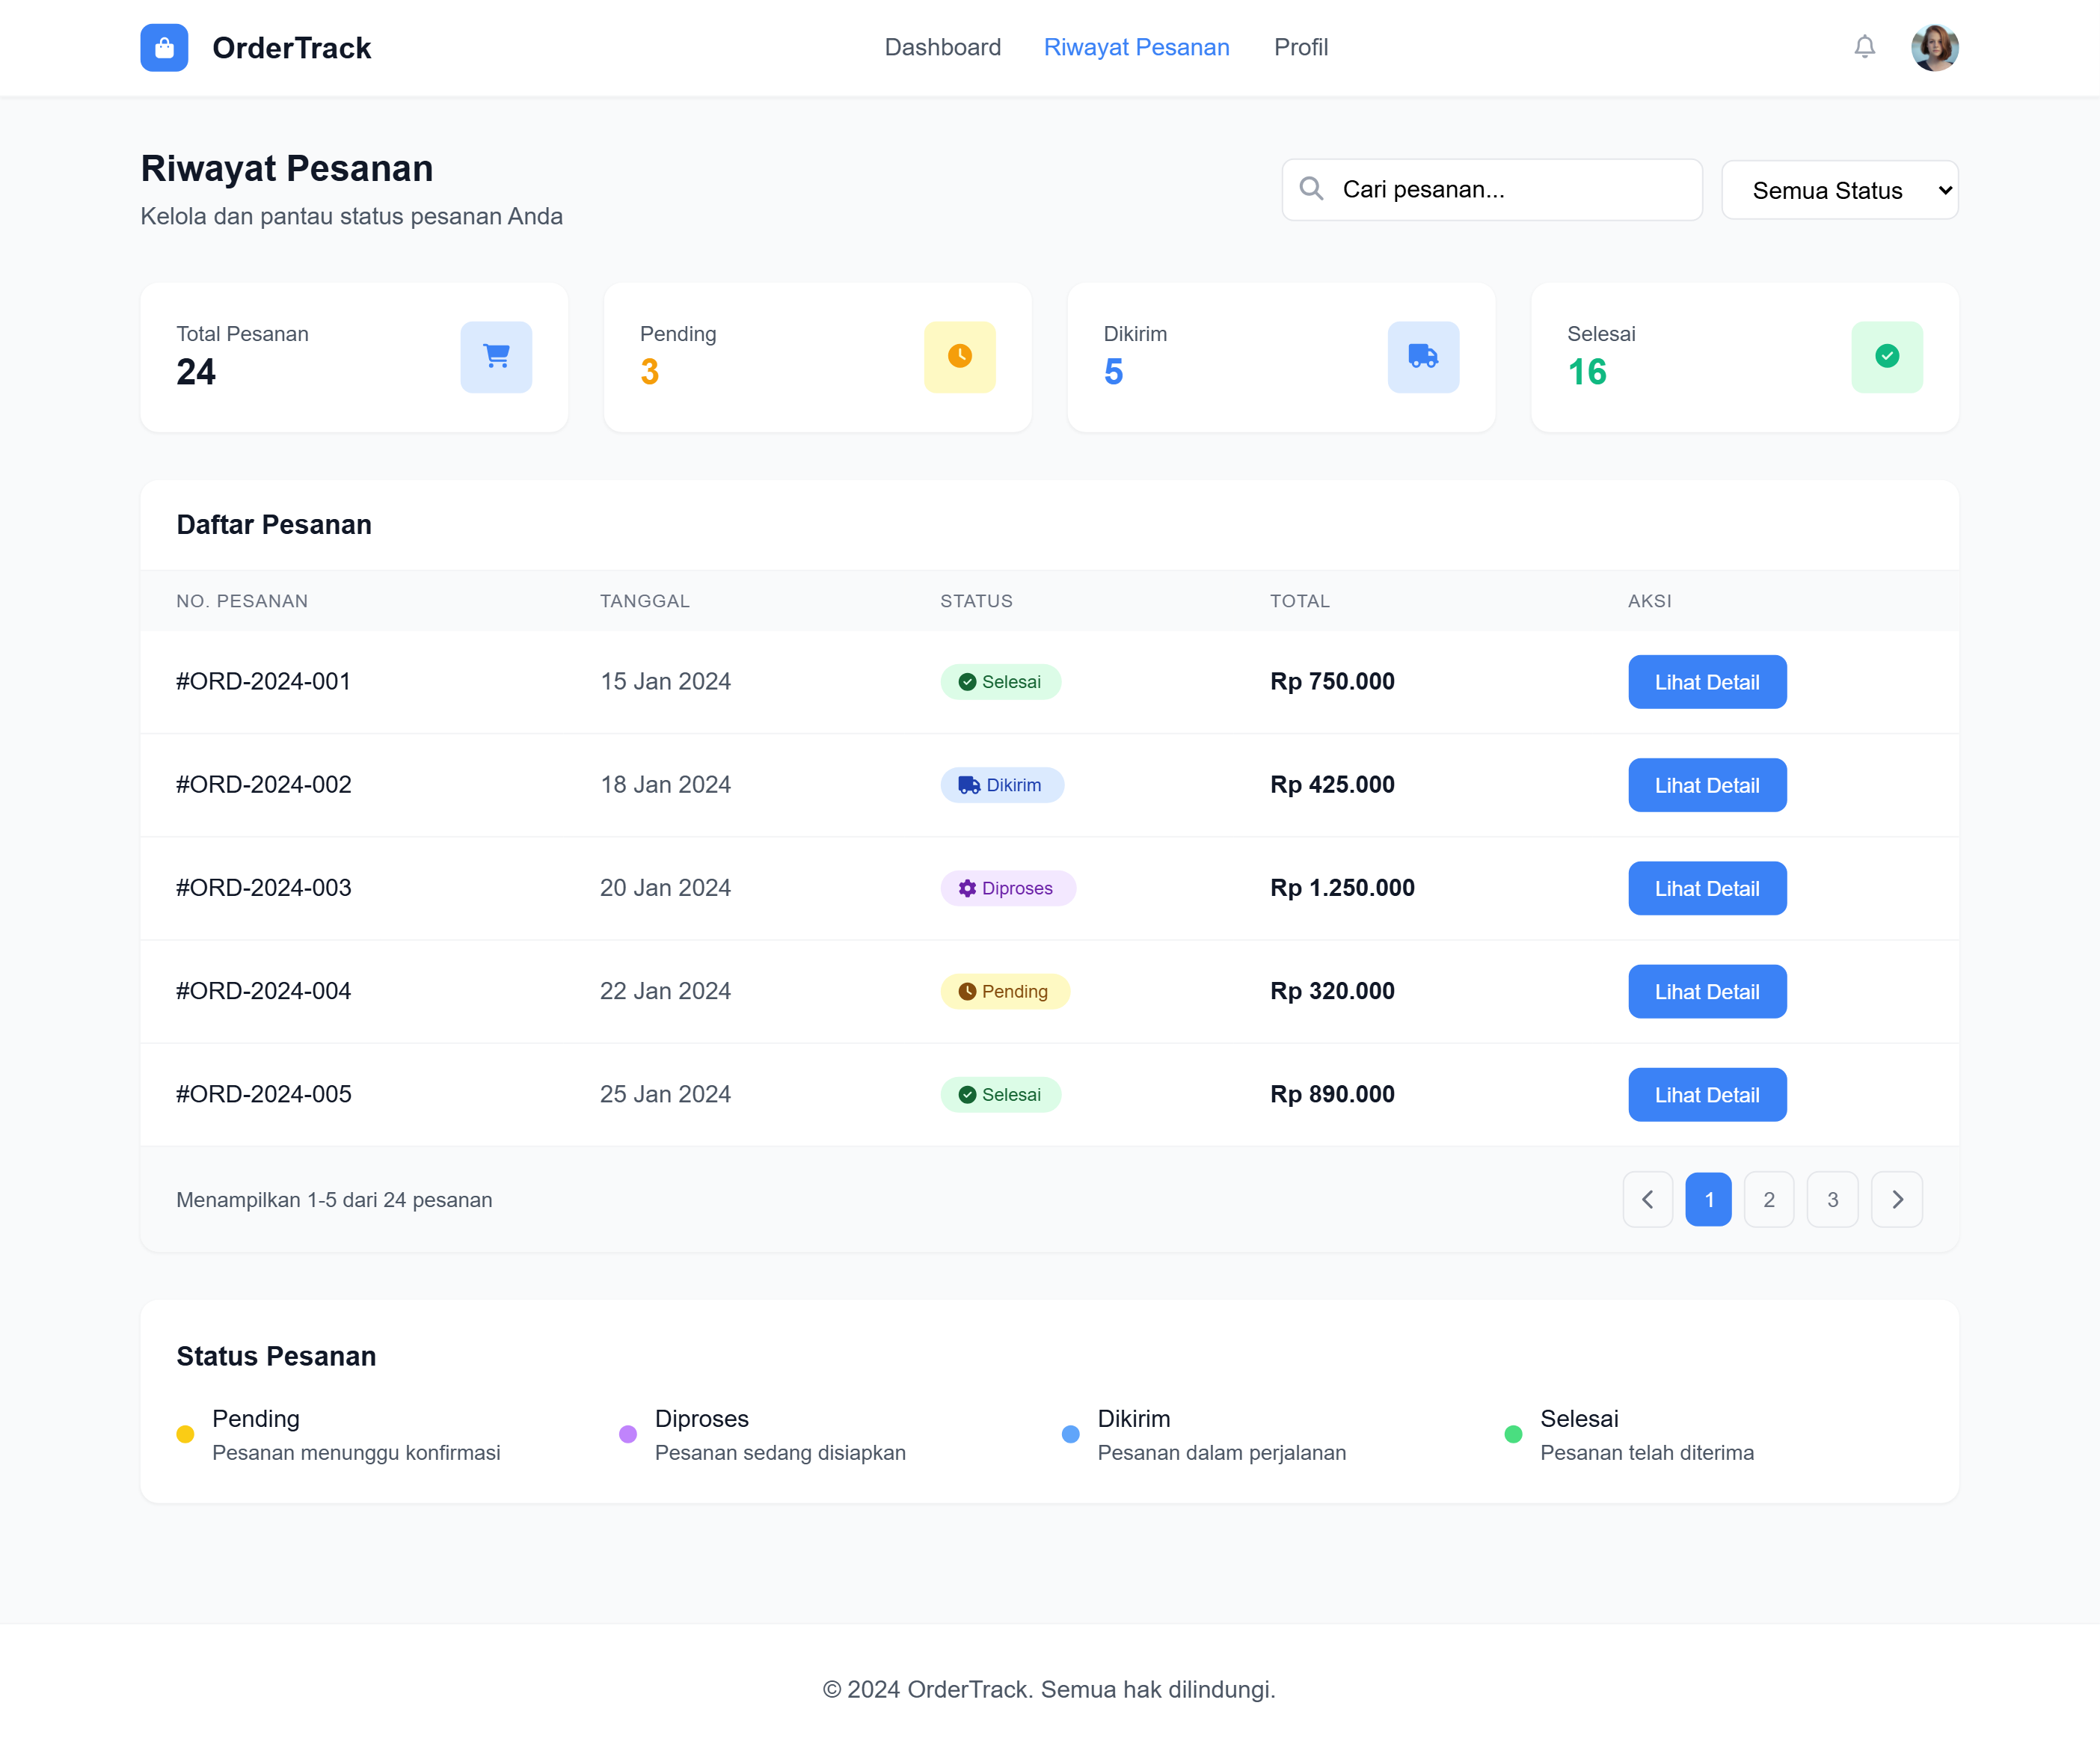 OrderTrack
Dashboard
Riwayat Pesanan
Profil
Riwayat Pesanan
Kelola dan pantau status pesanan Anda
Cari pesanan...
Semua Status
Total Pesanan
24
Pending
3
Dikirim
5
Selesai
16
Daftar Pesanan
NO. PESANAN TANGGAL STATUS TOTAL AKSI
#ORD-2024-001 15 Jan 2024 Selesai Rp 750.000 Lihat Detail
#ORD-2024-002 18 Jan 2024 Dikirim Rp 425.000 Lihat Detail
#ORD-2024-003 20 Jan 2024 Diproses Rp 1.250.000 Lihat Detail
#ORD-2024-004 22 Jan 2024 Pending Rp 320.000 Lihat Detail
#ORD-2024-005 25 Jan 2024 Selesai Rp 890.000 Lihat Detail
Menampilkan 1-5 dari 24 pesanan
1 2 3
Status Pesanan
Pending
Pesanan menunggu konfirmasi
Diproses
Pesanan sedang disiapkan
Dikirim
Pesanan dalam perjalanan
Selesai
Pesanan telah diterima
© 2024 OrderTrack. Semua hak dilindungi.